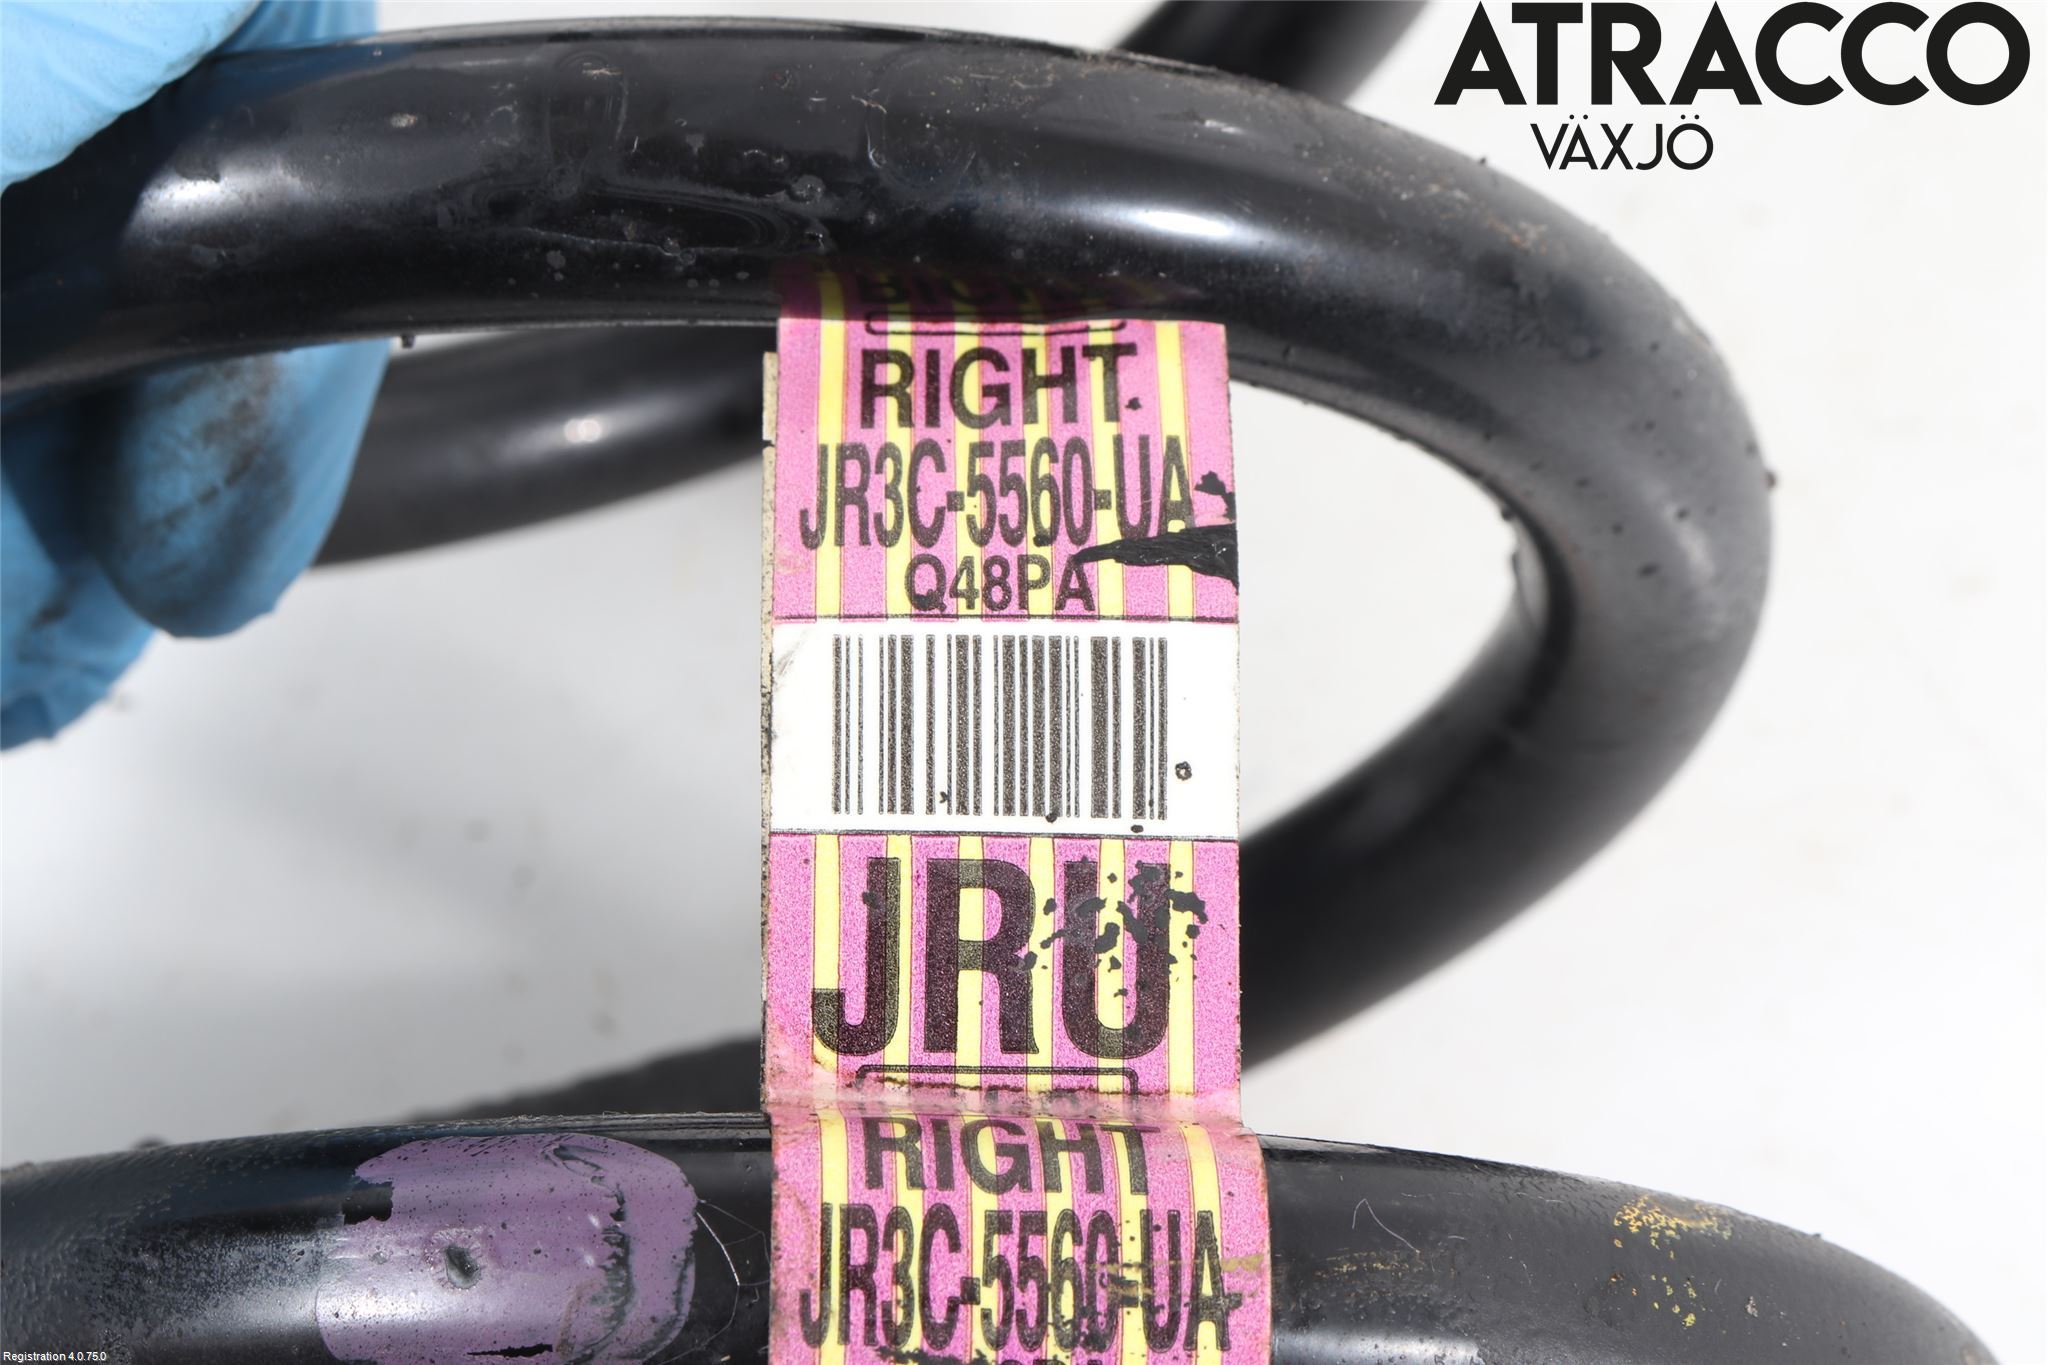 ATRACCO
VÄXJÖ
RIGHT
JR3C-5560-UA
Q48PA
JRU
RIGHT
JR3C-5560-UA
Registration 4.0.75.0